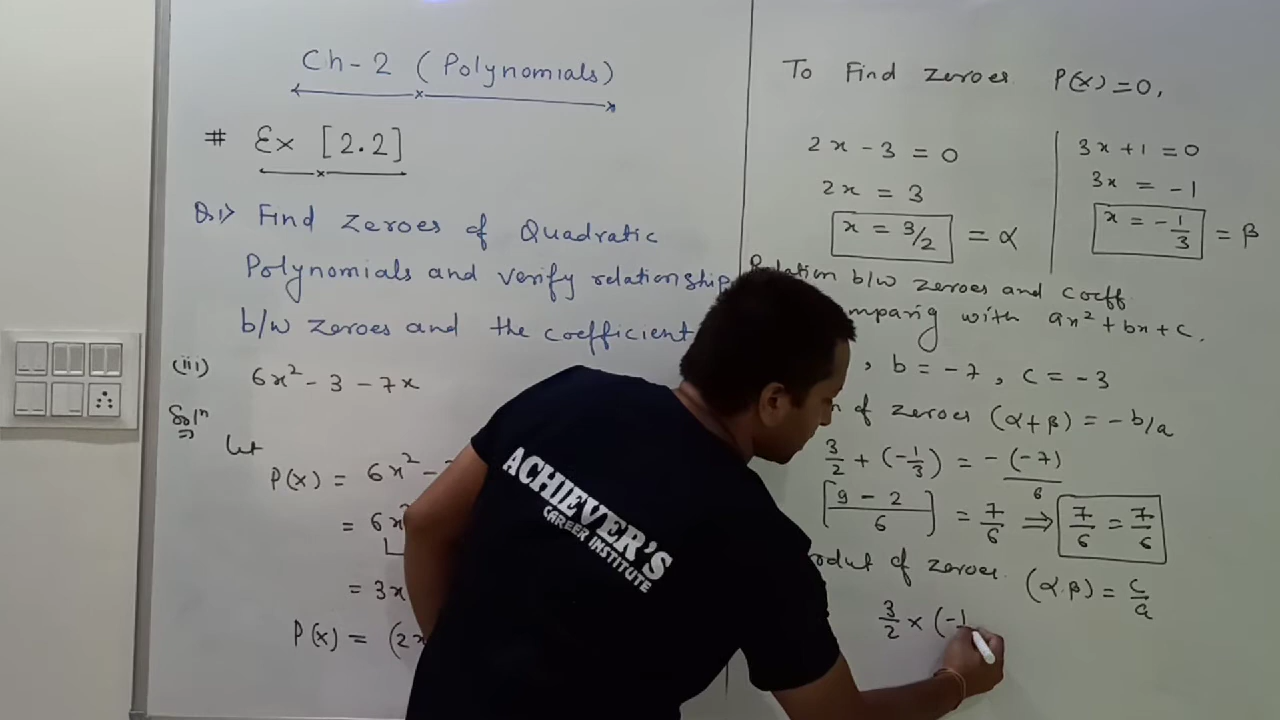 Ch-2 (Polynomials)
# Ex [2.2]
Q.1> Find zeroes of Quadratic
Polynomials and verify relationship
b/w zeroes and the coefficient
(iii) 6x² - 3 - 7x
Solⁿ
Let
P(x) = 6x² -
= 6x²
= 3x
P(x) = (2x
To Find zeroes P(x) = 0,
2x - 3 = 0
2x = 3
x = 3/2 = α
3x + 1 = 0
3x = -1
x = -1/3 = β
Relation b/w zeroes and coeff.
with ax² + bx + c.
, b = -7 , c = -3
of zeroes (α+β) = -b/a
3/2 + (-1/3) = -(-7)/6
[9 - 2/6] = 7/6 ⇒ 7/6 = 7/6
of zeroes. (α.β) = c/a
3/2 × (-1
ACHIEVER'S
CAREER INSTITUTE